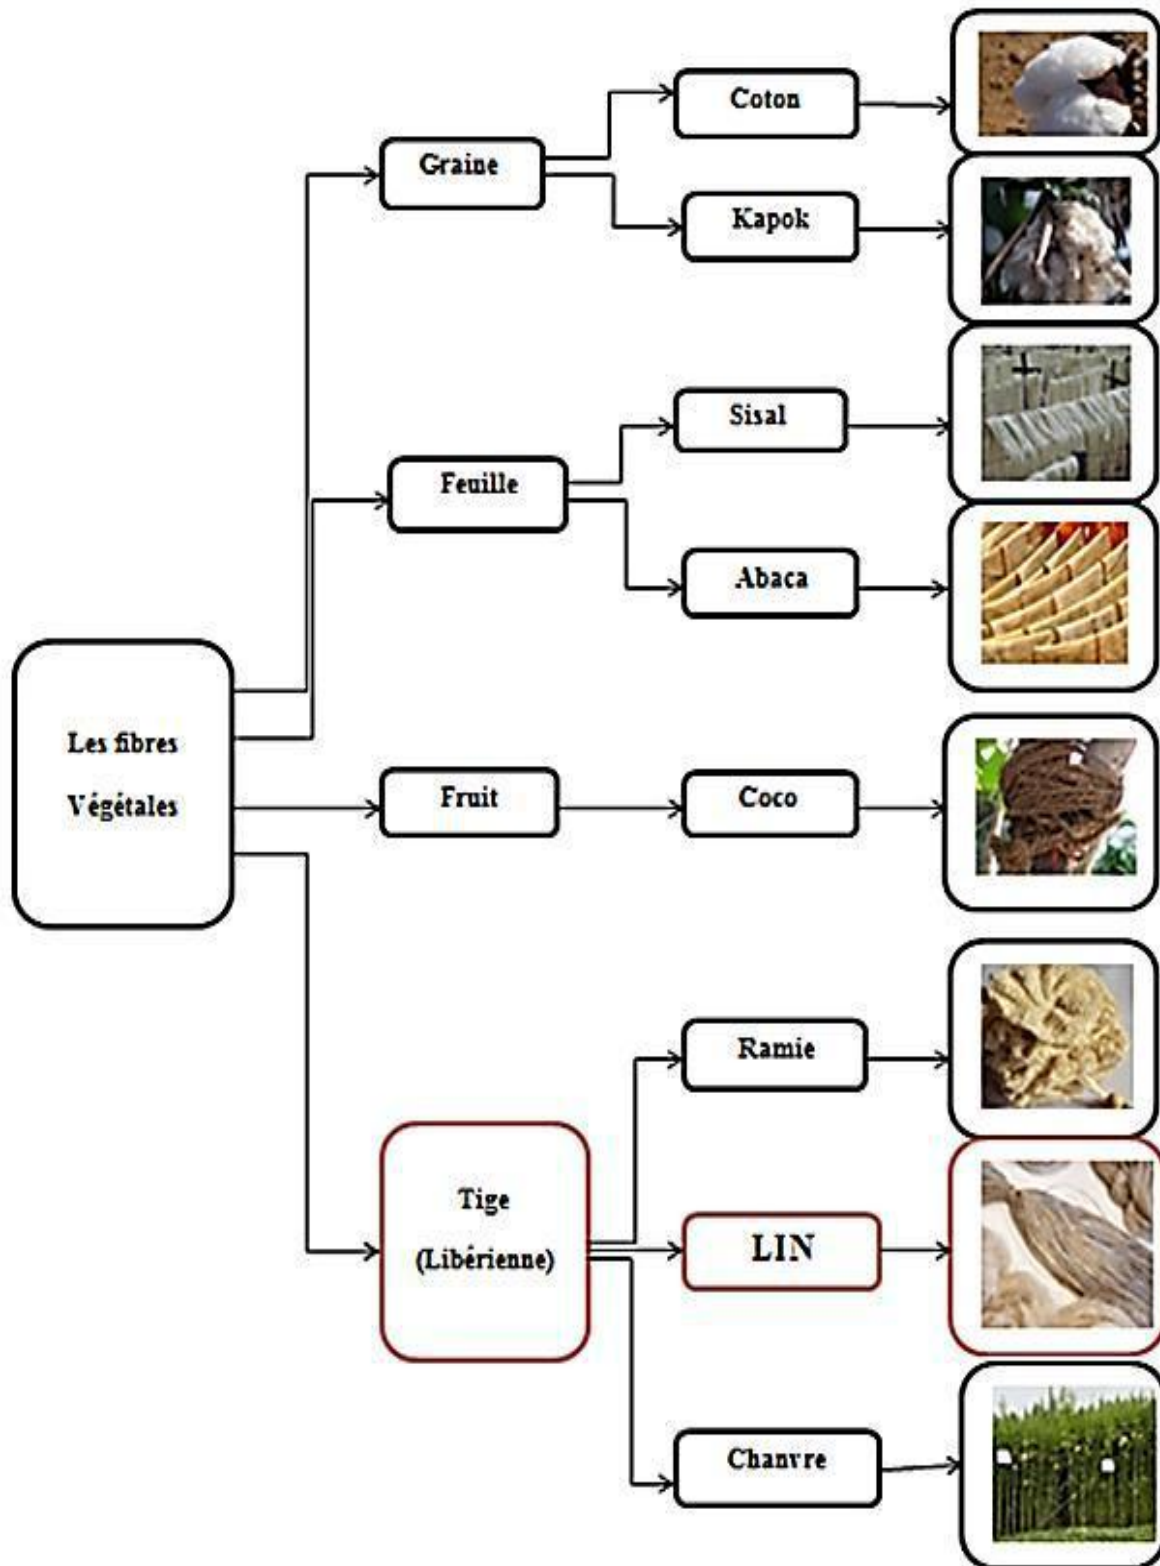 Coton
Graine
Kapok
Sisal
Feuille
Abaca
Les fibres
Végétales
Fruit
Coco
Ramie
Tige
(Libérienne)
LIN
Chanvre